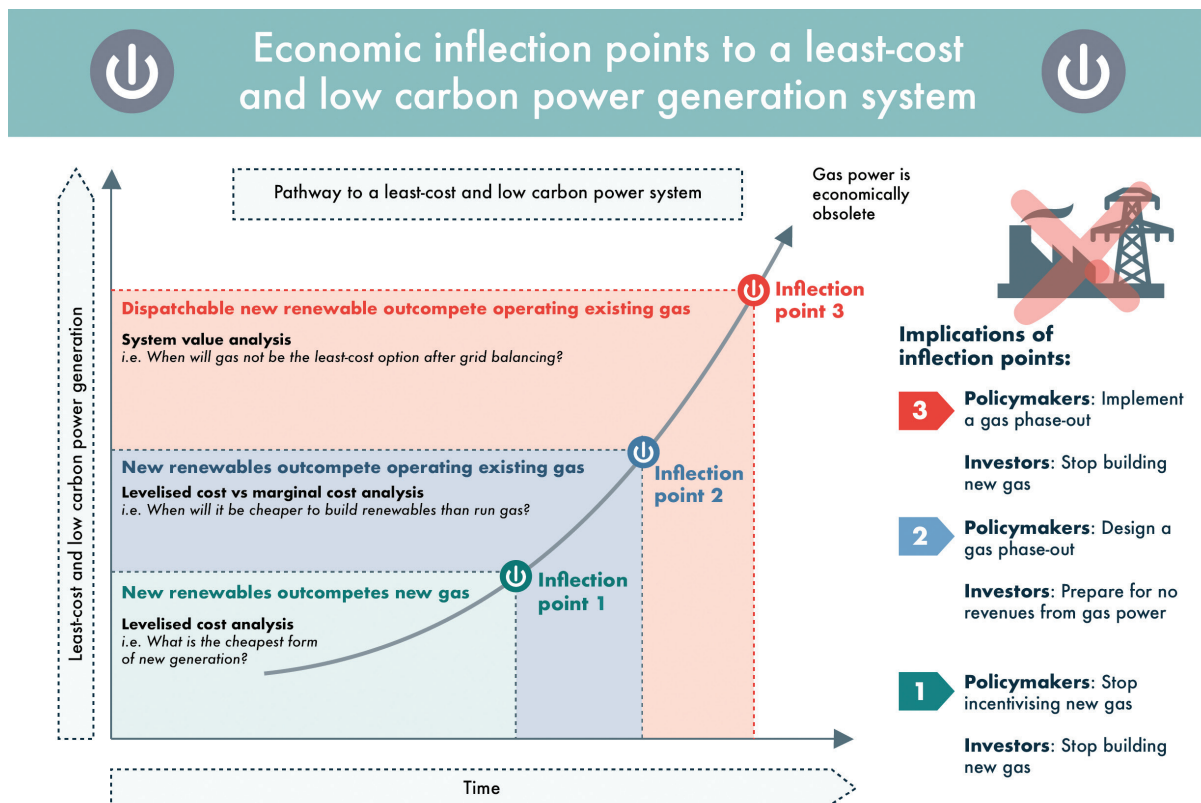 Economic inflection points to a least-cost
and low carbon power generation system
Pathway to a least-cost and low carbon power system
Gas power is
economically
obsolete
Least-cost and low carbon power generation
Dispatchable new renewable outcompete operating existing gas
System value analysis
i.e. When will gas not be the least-cost option after grid balancing?
Inflection
point 3
New renewables outcompete operating existing gas
Levelised cost vs marginal cost analysis
i.e. When will it be cheaper to build renewables than run gas?
Inflection
point 2
New renewables outcompetes new gas
Levelised cost analysis
i.e. What is the cheapest form
of new generation?
Inflection
point 1
Time
Implications of
inflection points:
3
Policymakers: Implement
a gas phase-out
Investors: Stop building
new gas
2
Policymakers: Design a
gas phase-out
Investors: Prepare for no
revenues from gas power
1
Policymakers: Stop
incentivising new gas
Investors: Stop building
new gas